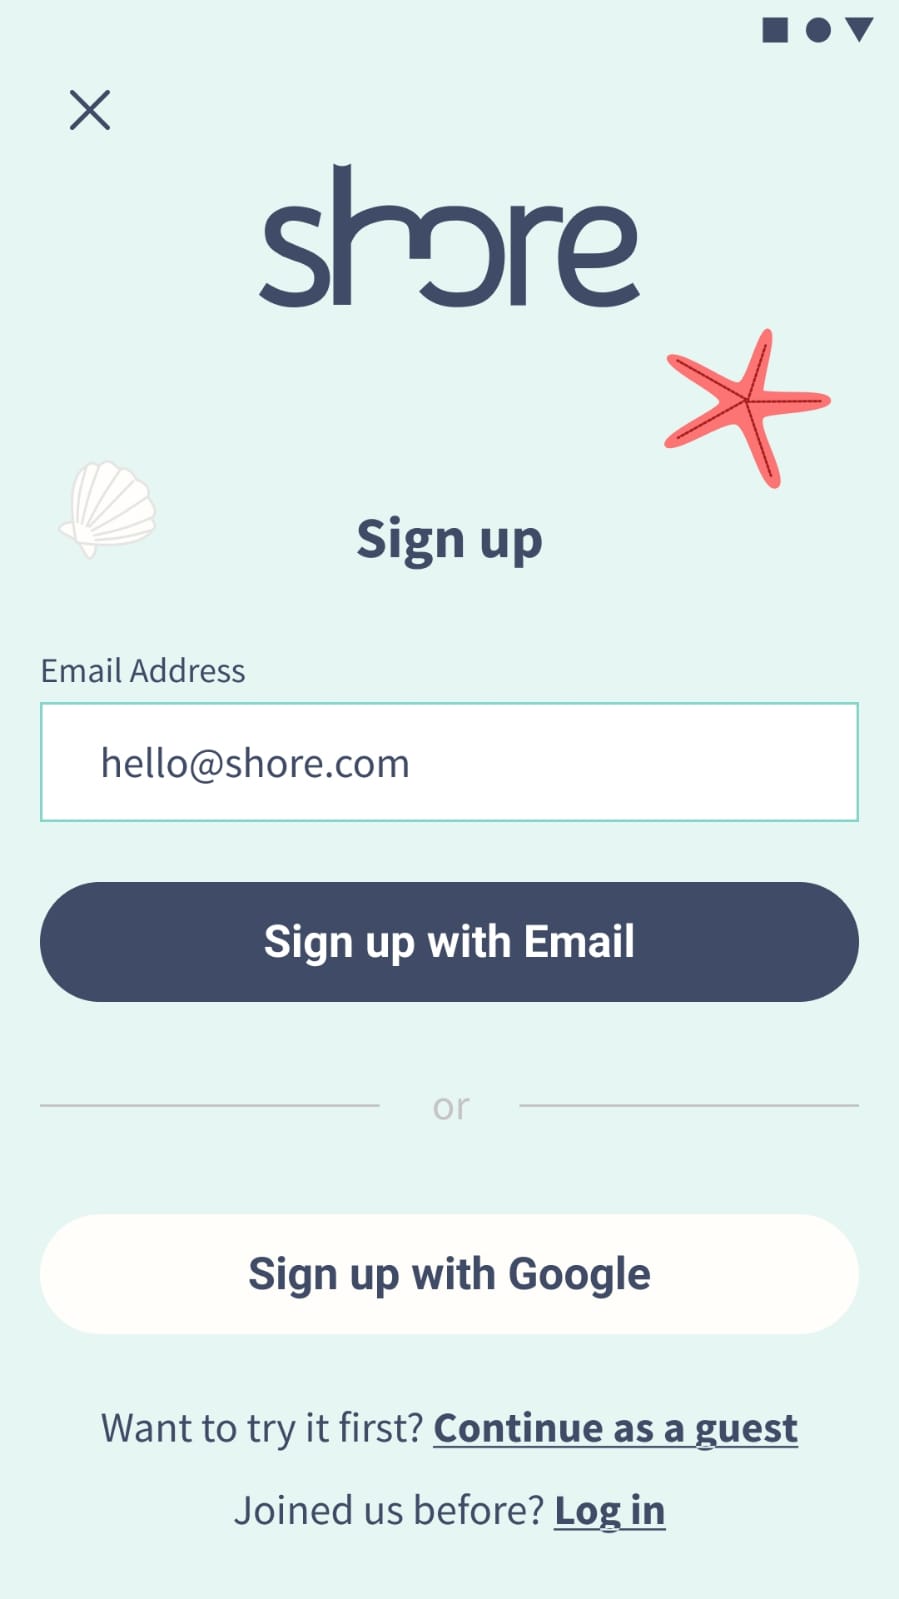 shore
Sign up
Email Address
hello@shore.com
Sign up with Email
or
Sign up with Google
Want to try it first? Continue as a guest
Joined us before? Log in